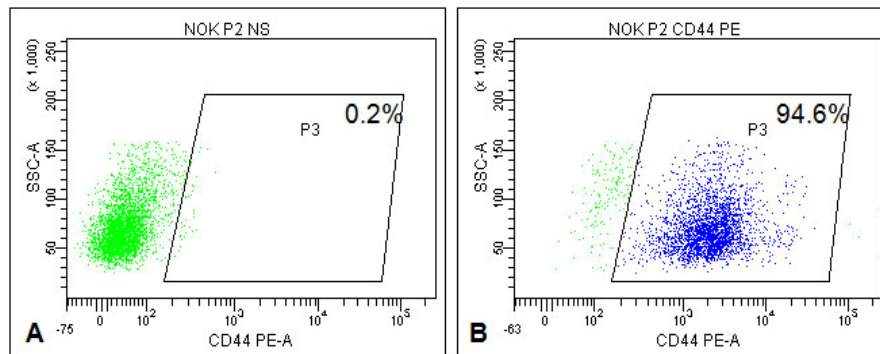 NOK P2 NS
(x 1,000)
SSC-A
250
200
150
100
50
0.2%
P3
-75
0
10²
10³
10⁴
10⁵
CD44 PE-A
A
NOK P2 CD44 PE
(x 1,000)
SSC-A
250
200
150
100
50
94.6%
P3
-63
0
10²
10³
10⁴
10⁵
CD44 PE-A
B